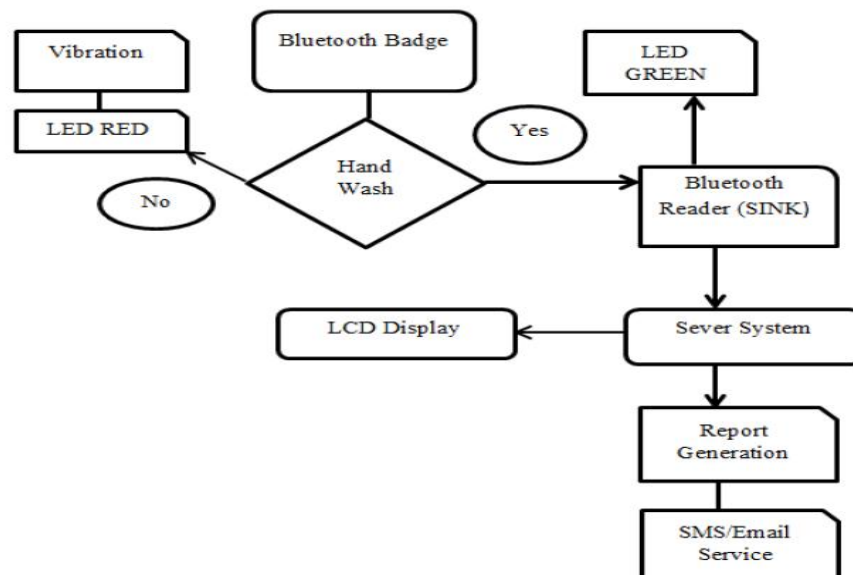 Vibration
Bluetooth Badge
LED
GREEN
LED RED
Yes
Hand
Wash
No
Bluetooth
Reader (SINK)
LCD Display
Sever System
Report
Generation
SMS/Email
Service